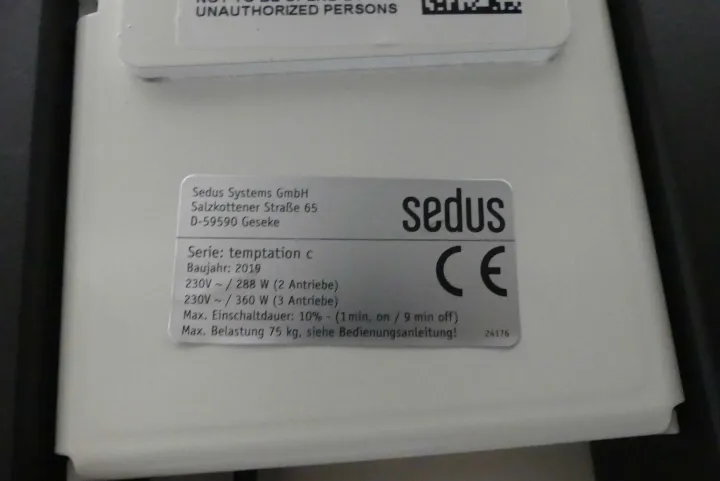 UNAUTHORIZED PERSONS
Sedus Systems GmbH
Salzkottener Straße 65
D-59590 Geseke
sedus
Serie: temptation c
Baujahr: 2019
230V ~ / 288 W (2 Antriebe)
230V ~ / 360 W (3 Antriebe)
Max. Einschaltdauer: 10% - (1min, on / 9 min off)
Max. Belastung 75 kg, siehe Bedienungsanleitung!
CE
24176